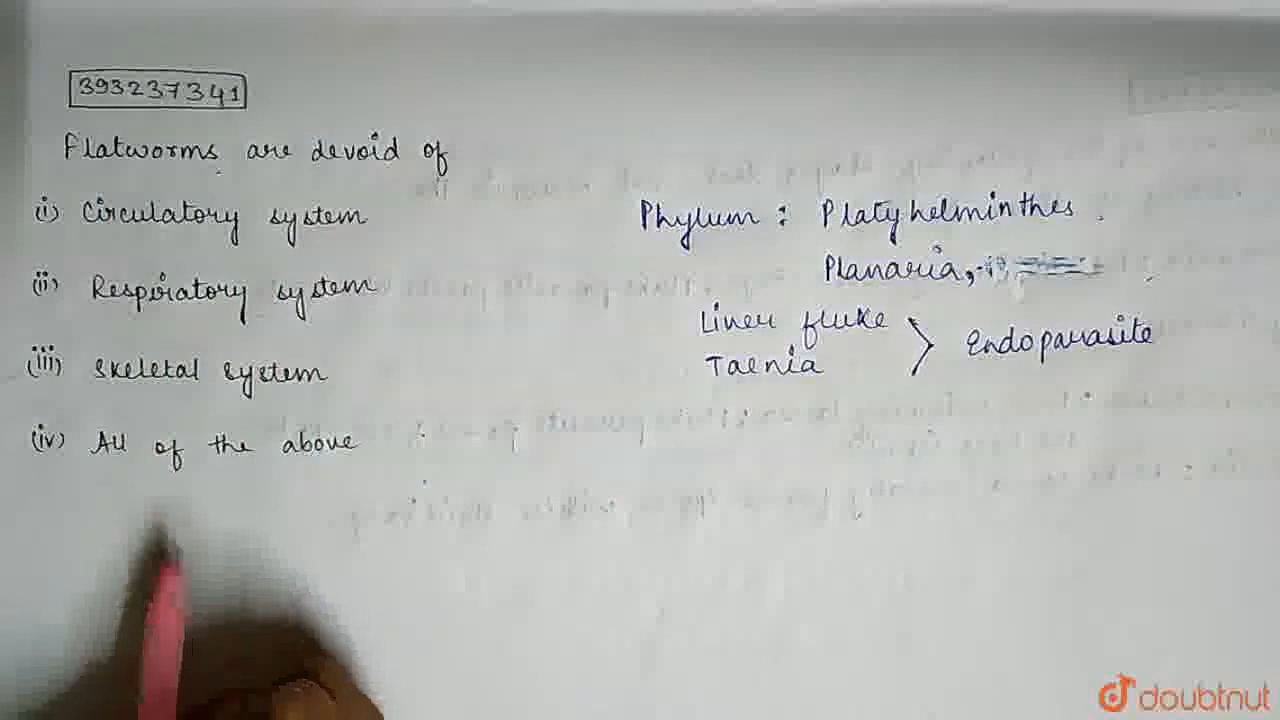 393237341
Flatworms are devoid of
(i) Circulatory system
(ii) Respiratory system
(iii) Skeletal system
(iv) All of the above
Phylum : Platyhelminthes .
Planaria,
Liver fluke
Taenia
Endoparasite
doubtnut